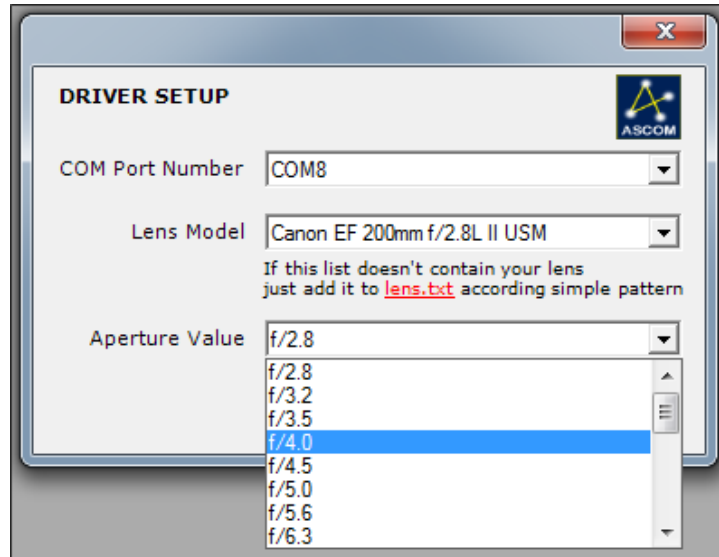 DRIVER SETUP
ASCOM
COM Port Number COM8
Lens Model Canon EF 200mm f/2.8L II USM
If this list doesn't contain your lens
just add it to lens.txt according simple pattern
Aperture Value f/2.8
f/2.8
f/3.2
f/3.5
f/4.0
f/4.5
f/5.0
f/5.6
f/6.3